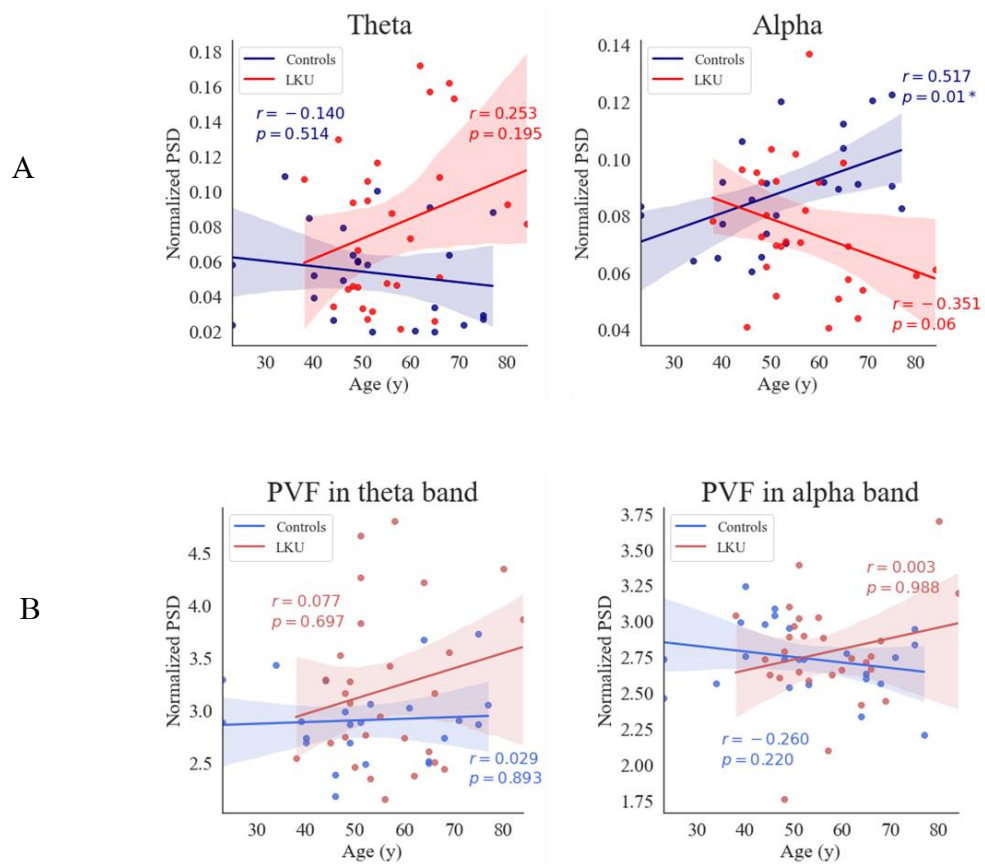 A
Theta
Normalized PSD
0.18
0.16
0.14
0.12
0.10
0.08
0.06
0.04
0.02
Controls
LKU
r = −0.140
p = 0.514
r = 0.253
p = 0.195
30 40 50 60 70 80
Age (y)
Alpha
Normalized PSD
0.14
0.12
0.10
0.08
0.06
0.04
Controls
LKU
r = 0.517
p = 0.01 *
r = −0.351
p = 0.06
30 40 50 60 70 80
Age (y)
B
PVF in theta band
Normalized PSD
4.5
4.0
3.5
3.0
2.5
Controls
LKU
r = 0.077
p = 0.697
r = 0.029
p = 0.893
30 40 50 60 70 80
Age (y)
PVF in alpha band
Normalized PSD
3.75
3.50
3.25
3.00
2.75
2.50
2.25
2.00
1.75
Controls
LKU
r = 0.003
p = 0.988
r = −0.260
p = 0.220
30 40 50 60 70 80
Age (y)